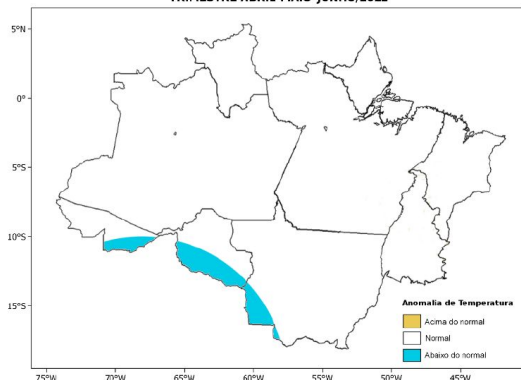 TRIMESTRE ABRIL-MAIO-JUNHO/2022
5°N
0°
5°S
10°S
15°S
Anomalia de Temperatura
Acima do normal
Normal
Abaixo do normal
75°W 70°W 65°W 60°W 55°W 50°W 45°W